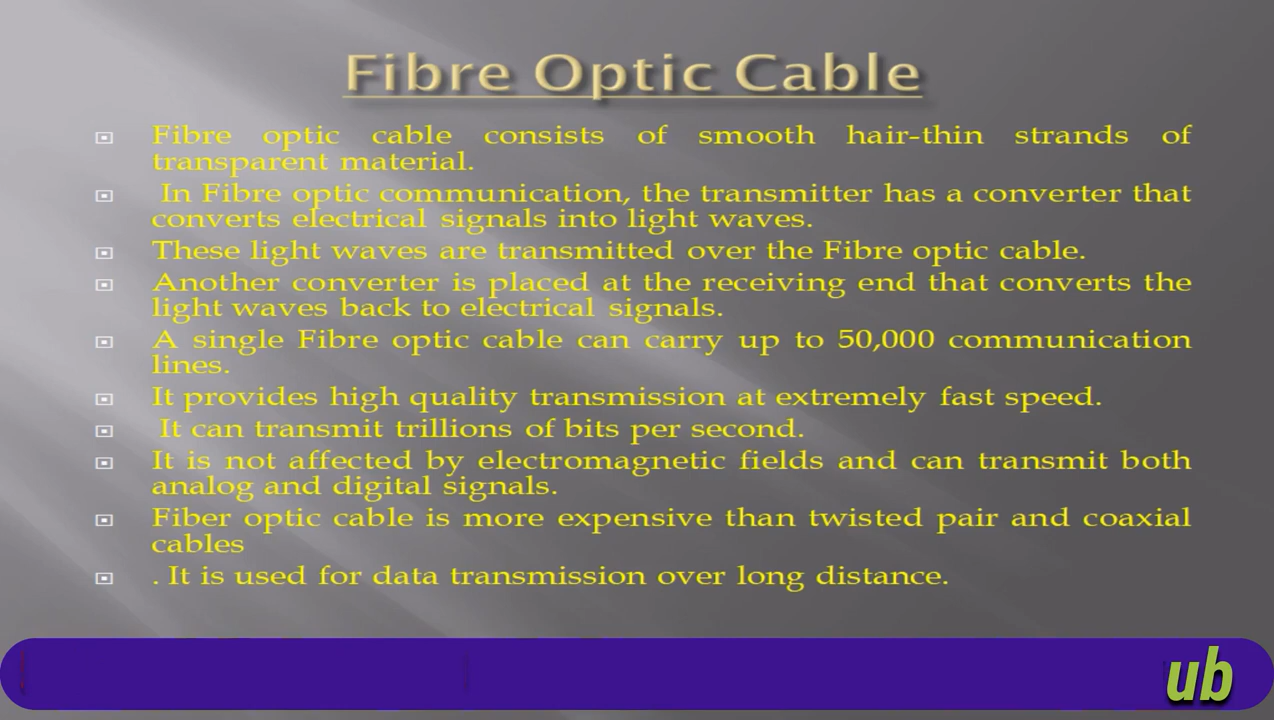 Fibre Optic Cable
Fibre optic cable consists of smooth hair-thin strands of
transparent material.
In Fibre optic communication, the transmitter has a converter that
converts electrical signals into light waves.
These light waves are transmitted over the Fibre optic cable.
Another converter is placed at the receiving end that converts the
light waves back to electrical signals.
A single Fibre optic cable can carry up to 50,000 communication
lines.
It provides high quality transmission at extremely fast speed.
It can transmit trillions of bits per second.
It is not affected by electromagnetic fields and can transmit both
analog and digital signals.
Fiber optic cable is more expensive than twisted pair and coaxial
cables
. It is used for data transmission over long distance.
ub